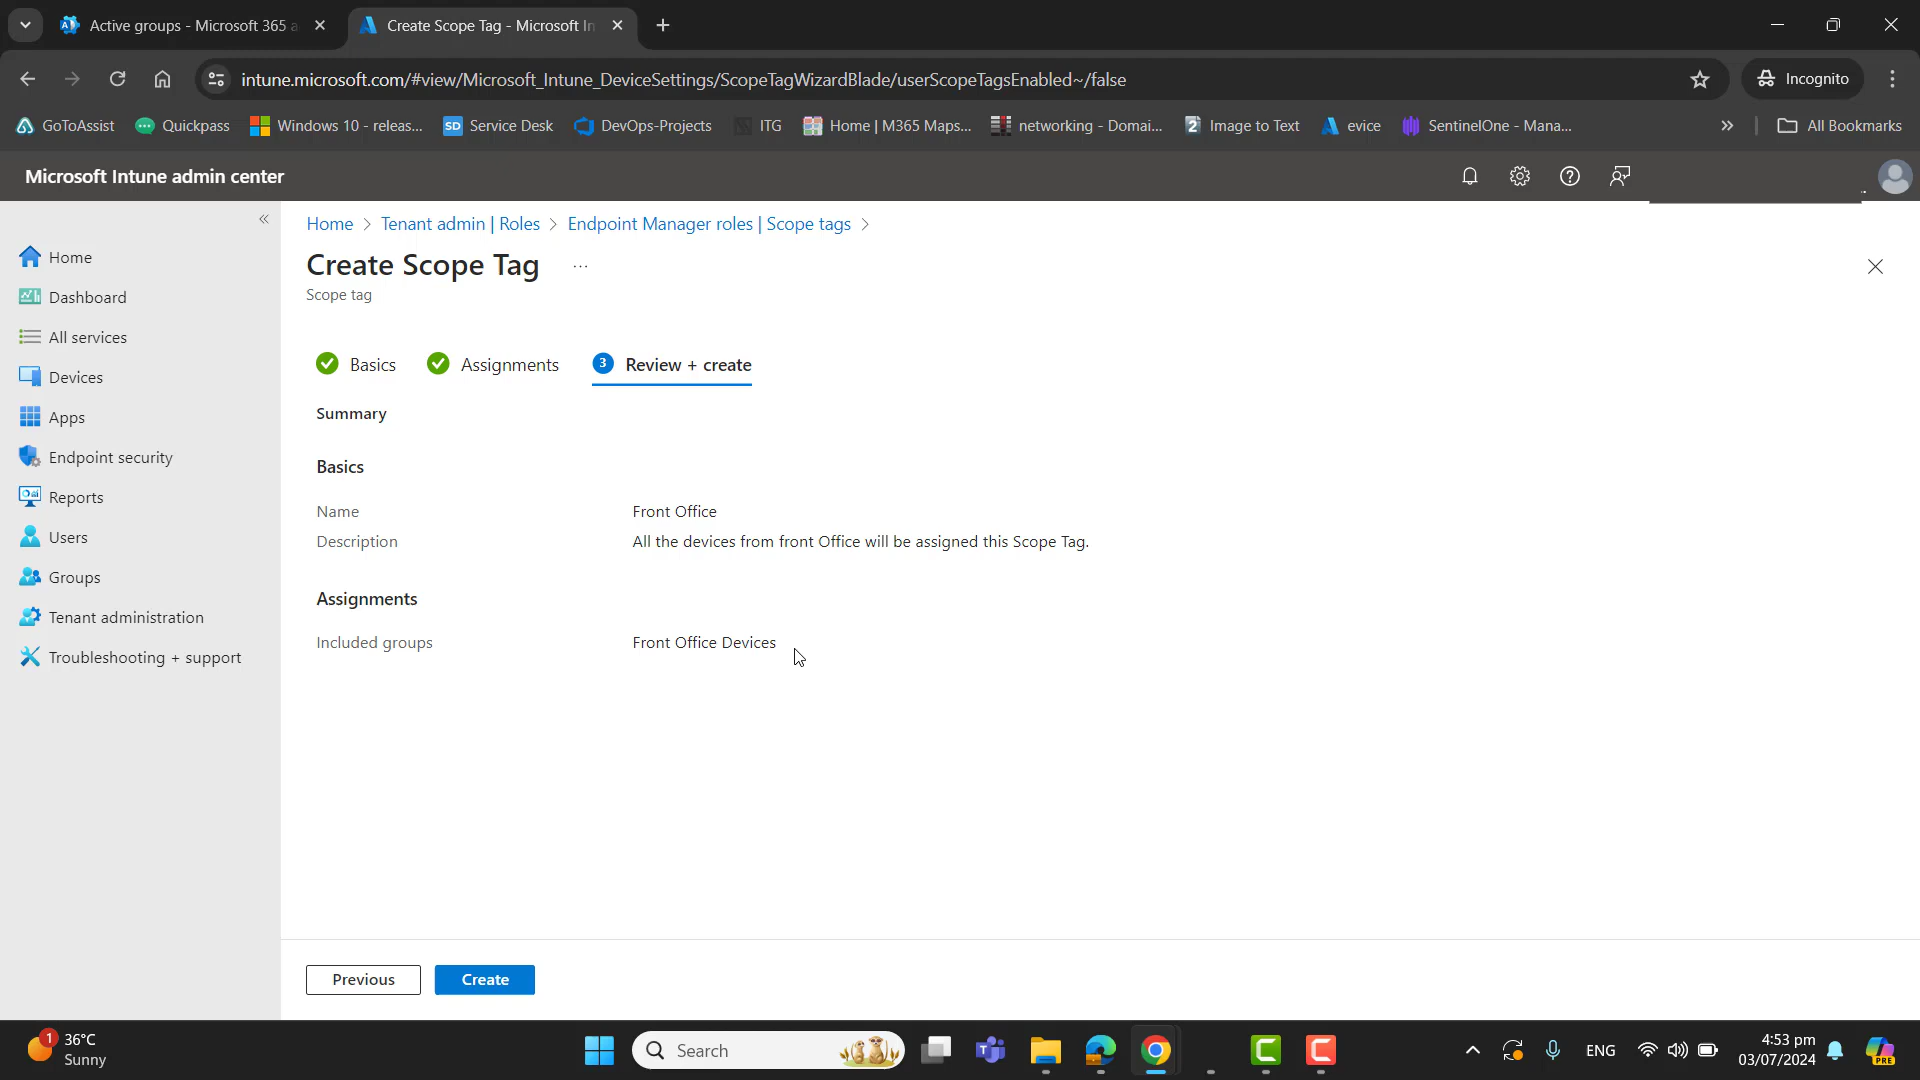 Active groups - Microsoft 365 a
Create Scope Tag - Microsoft In
intune.microsoft.com/#view/Microsoft_Intune_DeviceSettings/ScopeTagWizardBlade/userScopeTagsEnabled~/false
Incognito
GoToAssist
Quickpass
Windows 10 - releas...
SD Service Desk
DevOps-Projects
ITG
Home | M365 Maps...
networking - Domai...
Image to Text
evice
SentinelOne - Mana...
All Bookmarks
Microsoft Intune admin center
Home > Tenant admin | Roles > Endpoint Manager roles | Scope tags >
Create Scope Tag ...
Scope tag
Home
Dashboard
All services
Devices
Apps
Endpoint security
Reports
Users
Groups
Tenant administration
Troubleshooting + support
Basics
Assignments
3 Review + create
Summary
Basics
Name Front Office
Description All the devices from front Office will be assigned this Scope Tag.
Assignments
Included groups Front Office Devices
Previous
Create
1
36°C
Sunny
Search
ENG
4:53 pm
03/07/2024
PRE